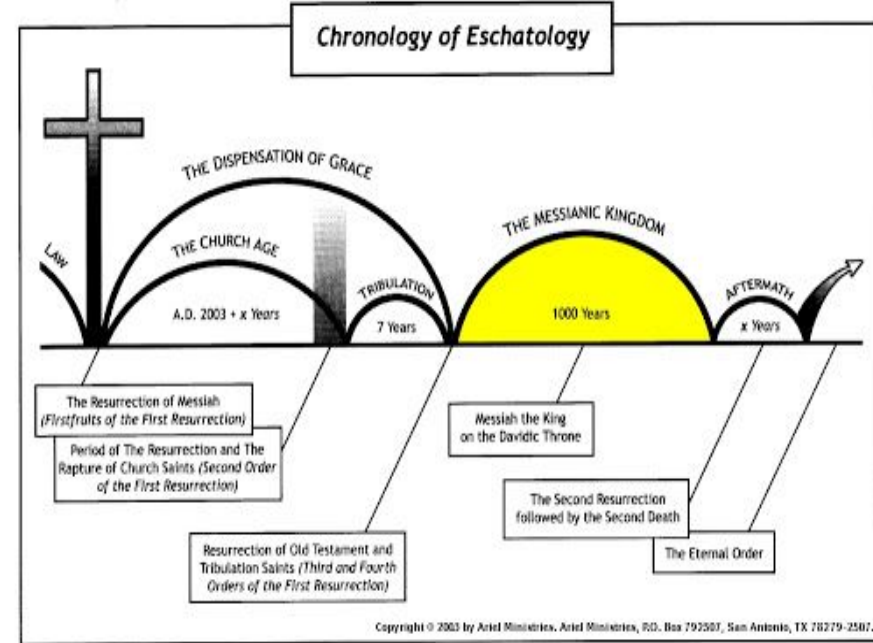 Chronology of Eschatology
LAW
THE DISPENSATION OF GRACE
THE CHURCH AGE
A.D. 2003 + x Years
TRIBULATION
7 Years
THE MESSIANIC KINGDOM
1000 Years
AFTERMATH
x Years
The Resurrection of Messiah
(Firstfruits of the First Resurrection)
Period of The Resurrection and The
Rapture of Church Saints (Second Order
of the First Resurrection)
Resurrection of Old Testament and
Tribulation Saints (Third and Fourth
Orders of the First Resurrection)
Messiah the King
on the Davidic Throne
The Second Resurrection
followed by the Second Death
The Eternal Order
Copyright © 2003 by Ariel Ministries. Ariel Ministries, P.O. Box 792507, San Antonio, TX 78279-2507.